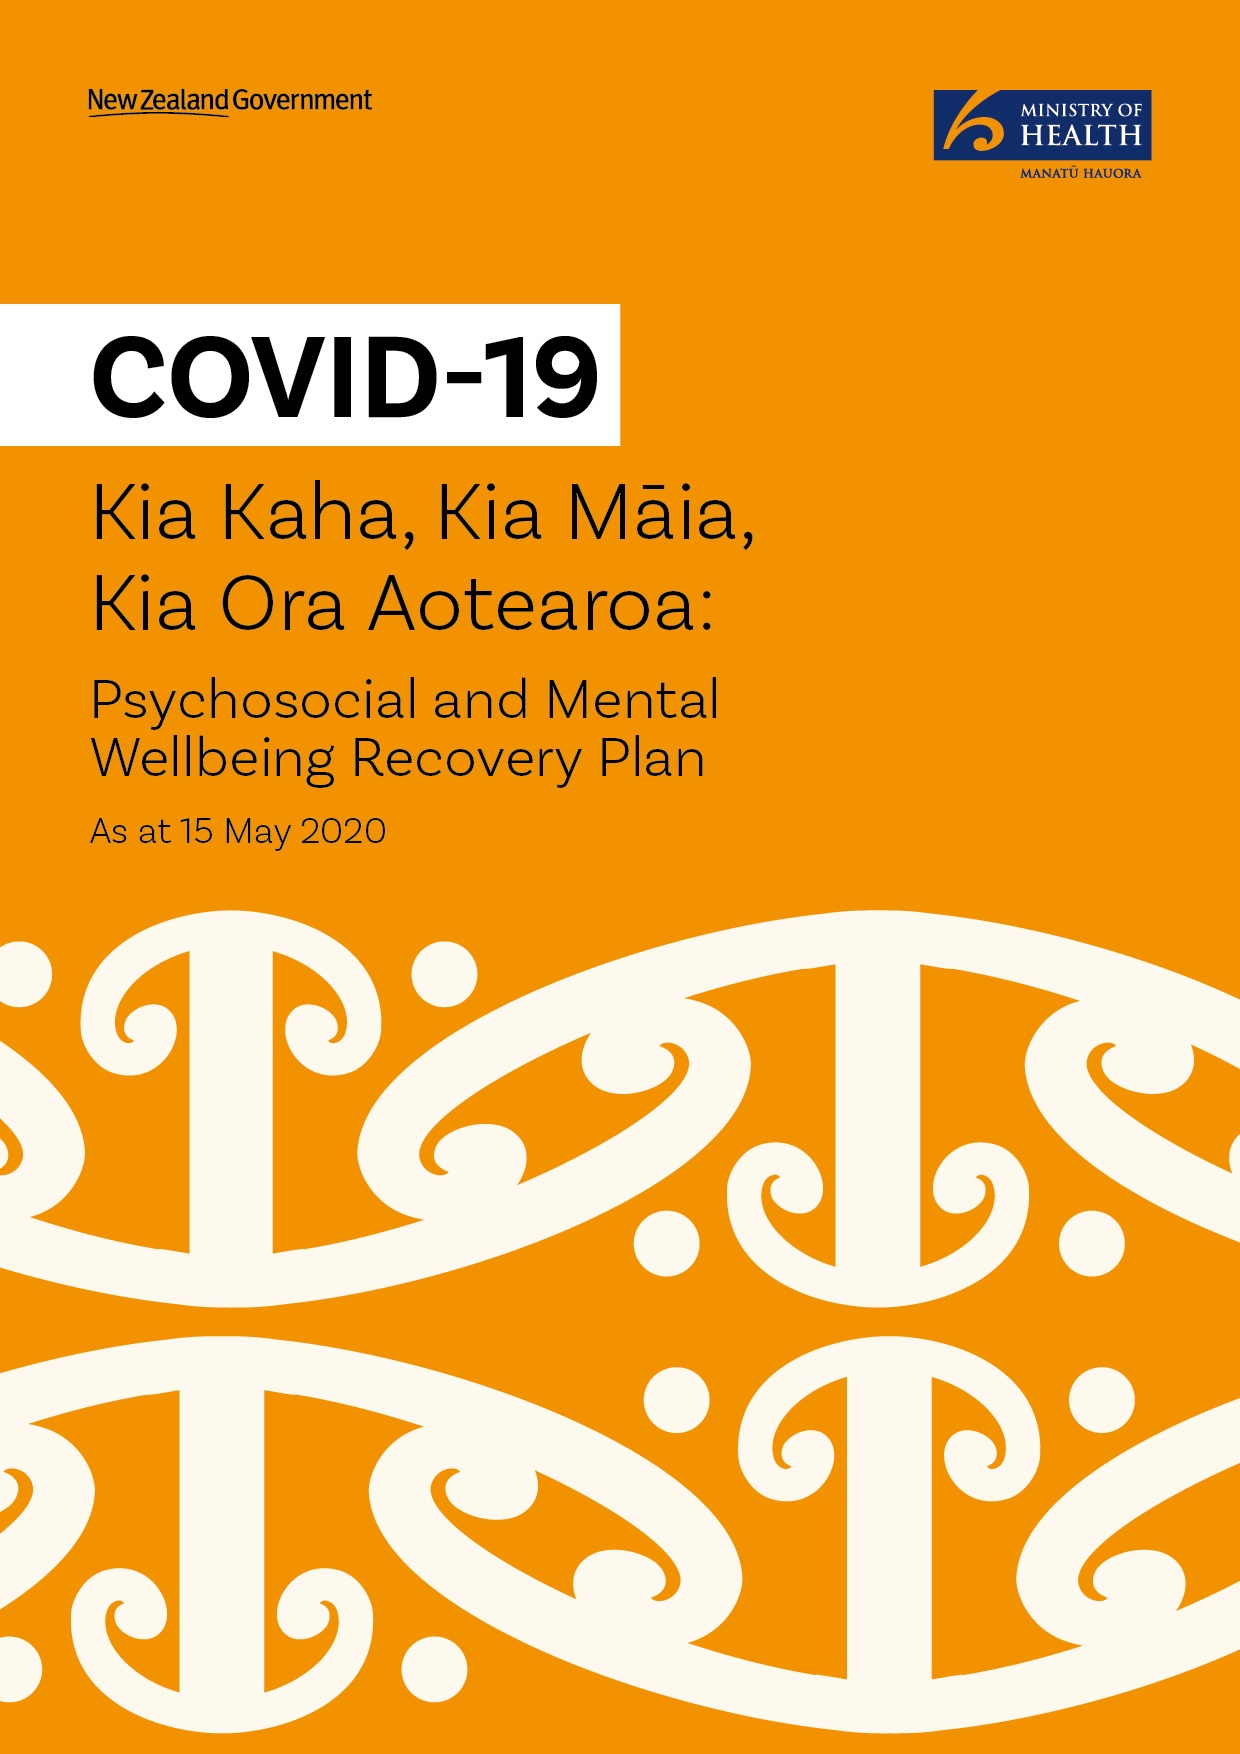 New Zealand Government
MINISTRY OF
HEALTH
MANATŪ HAUORA
COVID-19
Kia Kaha, Kia Māia,
Kia Ora Aotearoa:
Psychosocial and Mental
Wellbeing Recovery Plan
As at 15 May 2020